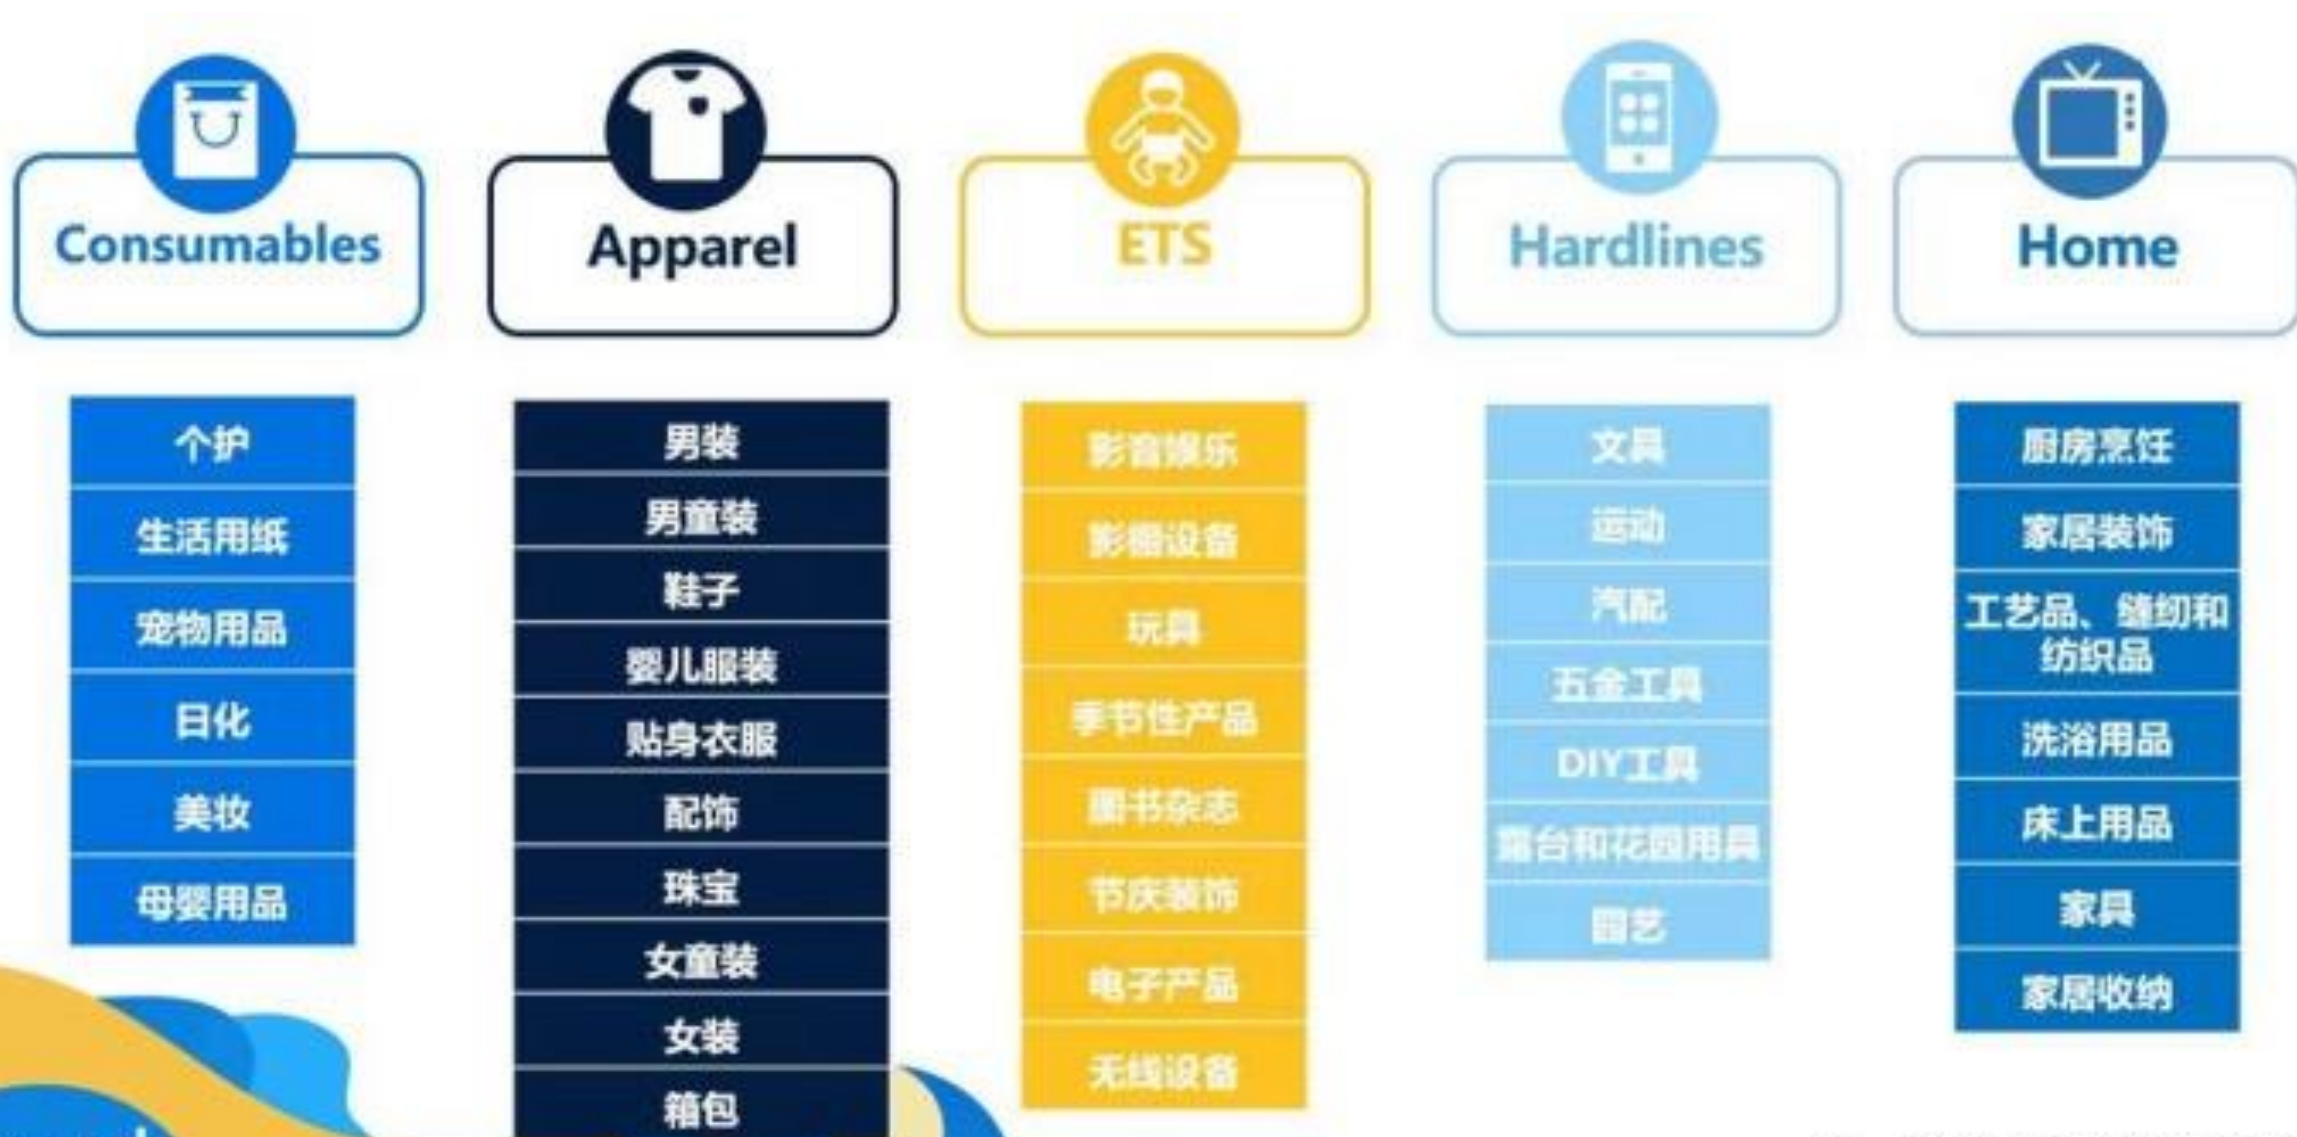 Consumables
个护
生活用纸
宠物用品
日化
美妆
母婴用品
Apparel
男装
男童装
鞋子
婴儿服装
贴身衣服
配饰
珠宝
女童装
女装
箱包
ETS
影音娱乐
影棚设备
玩具
季节性产品
图书杂志
节庆装饰
电子产品
无线设备
Hardlines
文具
运动
汽配
五金工具
DIY工具
露台和花园用具
园艺
Home
厨房烹饪
家居装饰
工艺品、缝纫和
纺织品
洗浴用品
床上用品
家具
家居收纳